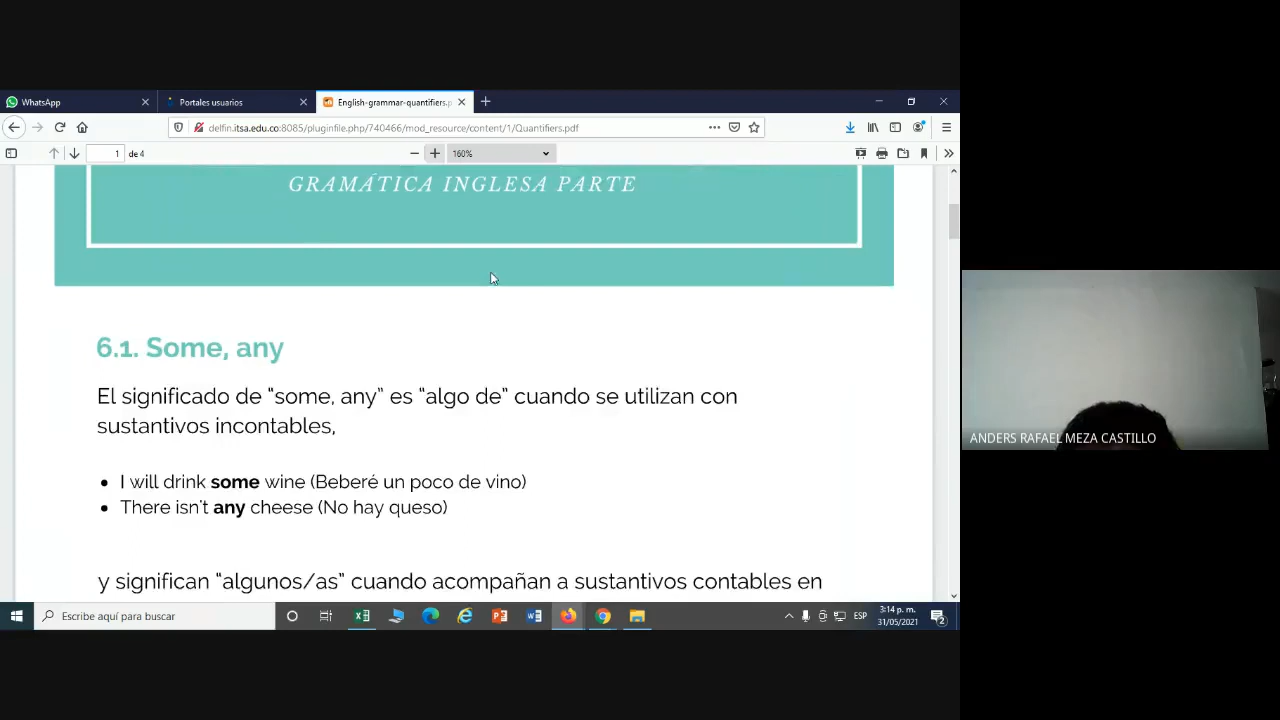 WhatsApp
Portales usuarios
English-grammar-quantifiers.p
delfin.itsa.edu.co:8085/pluginfile.php/740466/mod_resource/content/1/Quantifiers.pdf
1 de 4
160%
GRAMÁTICA INGLESA PARTE
6.1. Some, any
El significado de “some, any” es “algo de” cuando se utilizan con
sustantivos incontables,
• I will drink some wine (Beberé un poco de vino)
• There isn't any cheese (No hay queso)
y significan “algunos/as” cuando acompañan a sustantivos contables en
ANDERS RAFAEL MEZA CASTILLO
Escribe aquí para buscar
ESP
3:14 p. m.
31/05/2021
2